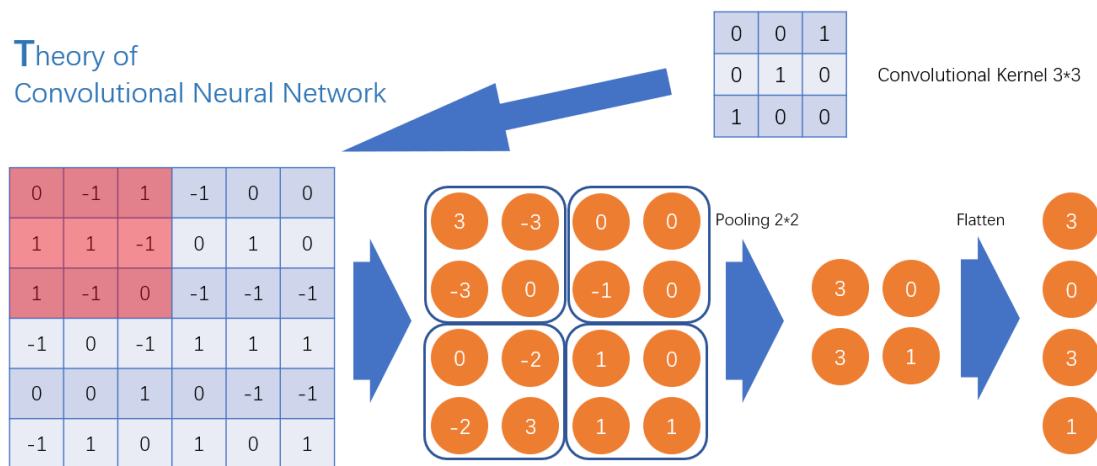 Theory of
Convolutional Neural Network
0 0 1
0 1 0
1 0 0
Convolutional Kernel 3*3
0 -1 1 -1 0 0
1 1 -1 0 1 0
1 -1 0 -1 -1 -1
-1 0 -1 1 1 1
0 0 1 0 -1 -1
-1 1 0 1 0 1
3 -3 0 0
-3 0 -1 0
0 -2 1 0
-2 3 1 1
Pooling 2*2
3 0
3 1
Flatten
3
0
3
1